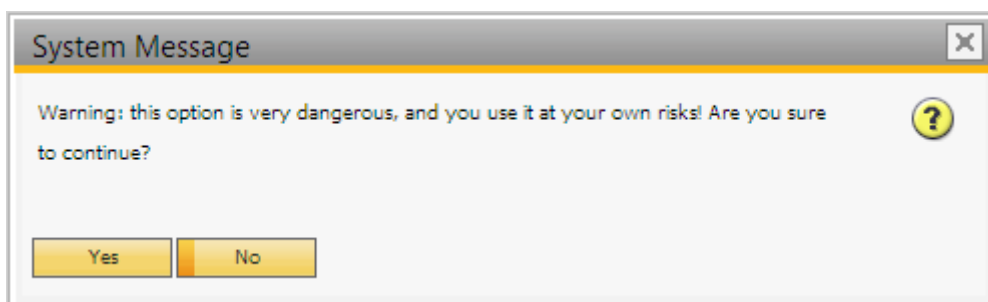 System Message
Warning: this option is very dangerous, and you use it at your own risks! Are you sure
to continue?
Yes
No